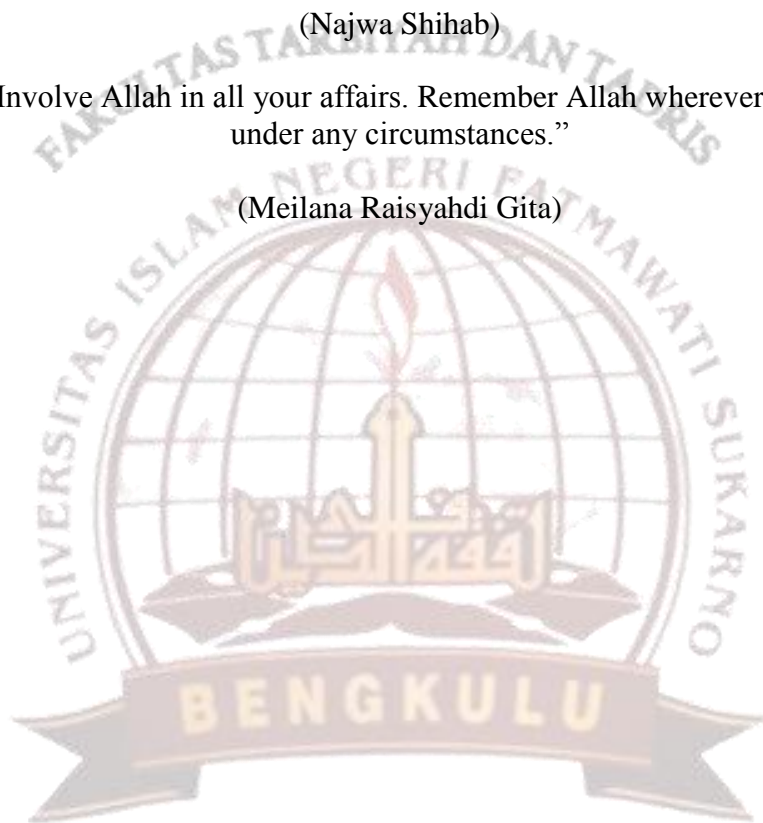 (Najwa Shihab)
FAKULTAS TARBIYAH DAN TADRIS
Involve Allah in all your affairs. Remember Allah wherever
under any circumstances.”
(Meilana Raisyahdi Gita)
UNIVERSITAS ISLAM NEGERI FATMAWATI SUKARNO
BENGKULU